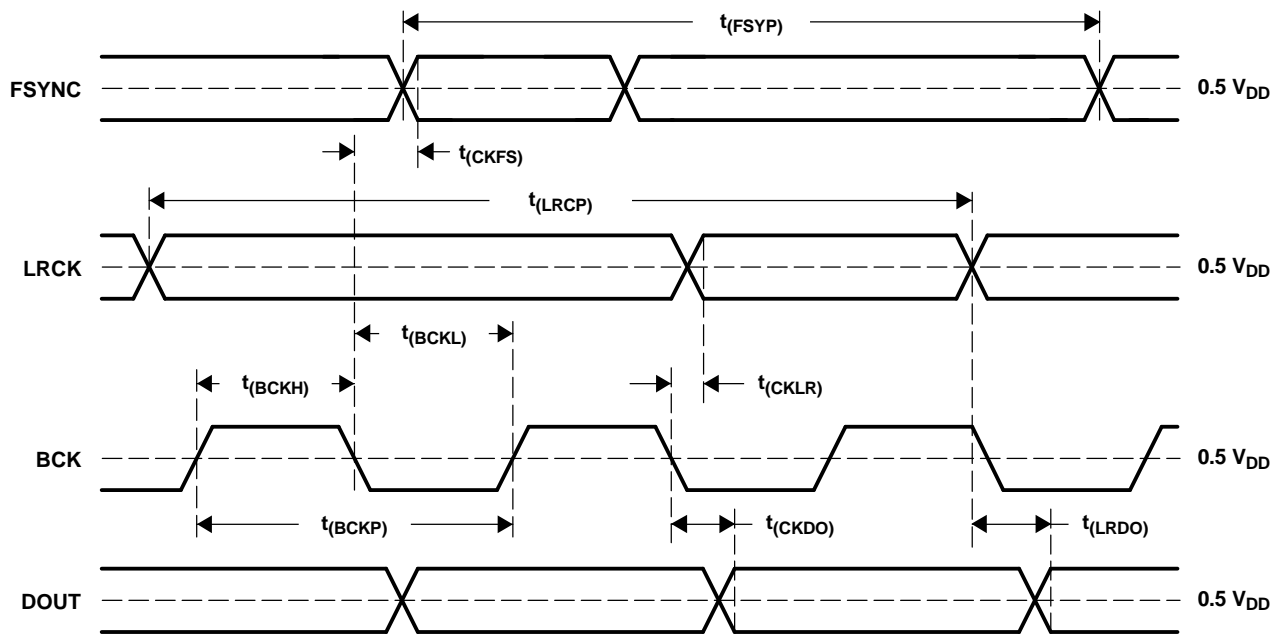 t(FSYP)
FSYNC
0.5 VDD
t(CKFS)
t(LRCP)
LRCK
0.5 VDD
t(BCKL)
t(BCKH)
t(CKLR)
BCK
0.5 VDD
t(BCKP)
t(CKDO)
t(LRDO)
DOUT
0.5 VDD